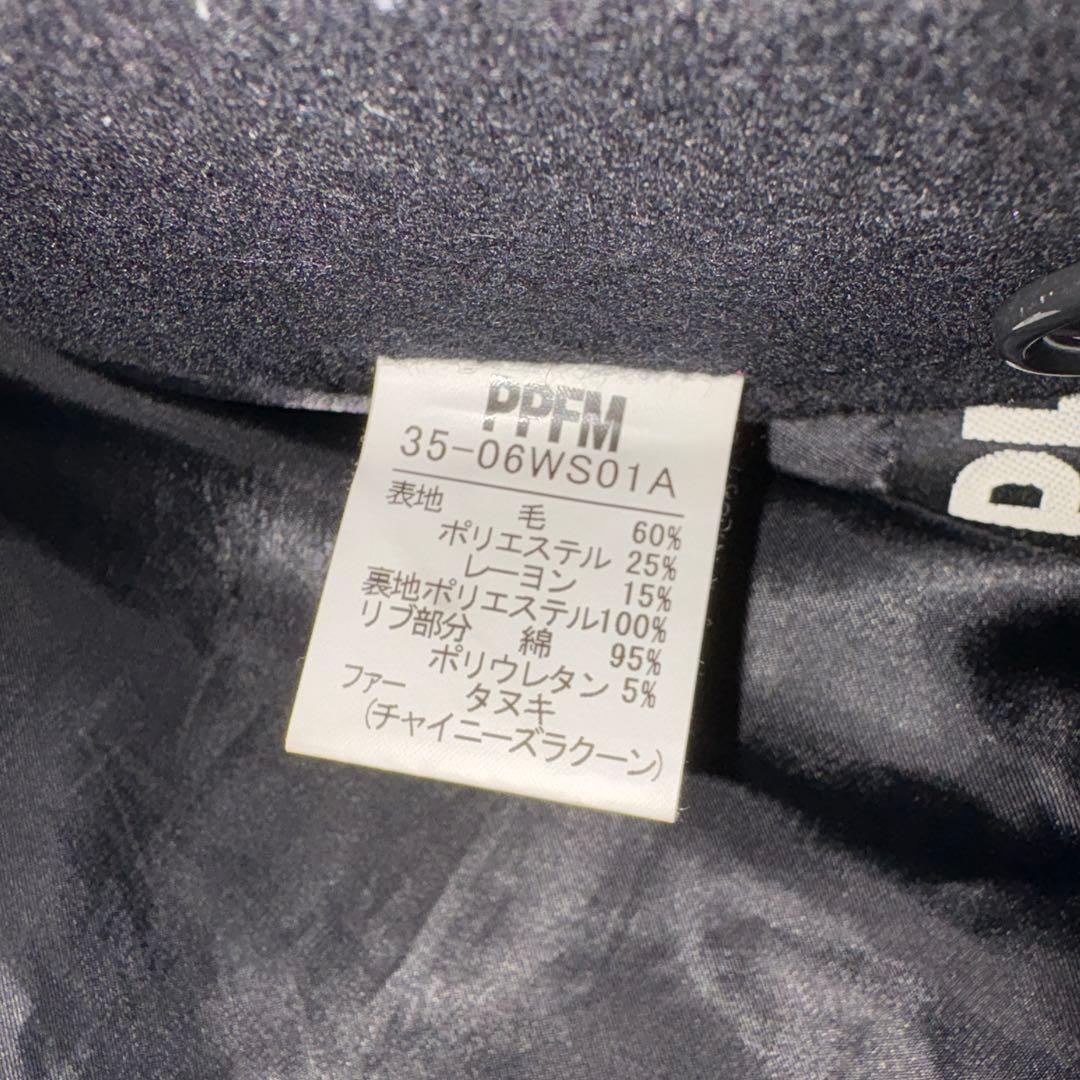 PPFM
35-06WS01A
表地 毛 60%
ポリエステル 25%
レーヨン 15%
裏地ポリエステル100%
リブ部分 綿 95%
ポリウレタン 5%
ファー タヌキ
(チャイニーズラクーン)